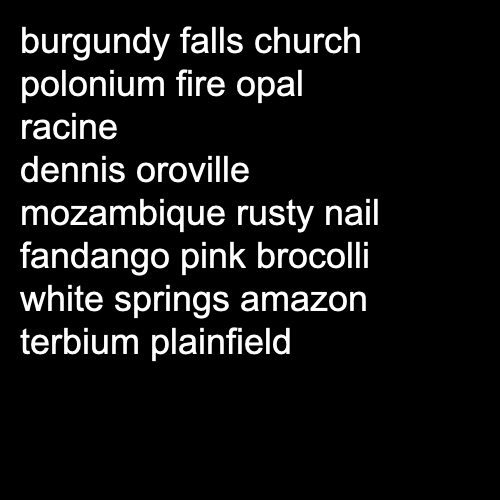 burgundy falls church
polonium fire opal
racine
dennis oroville
mozambique rusty nail
fandango pink brocolli
white springs amazon
terbium plainfield